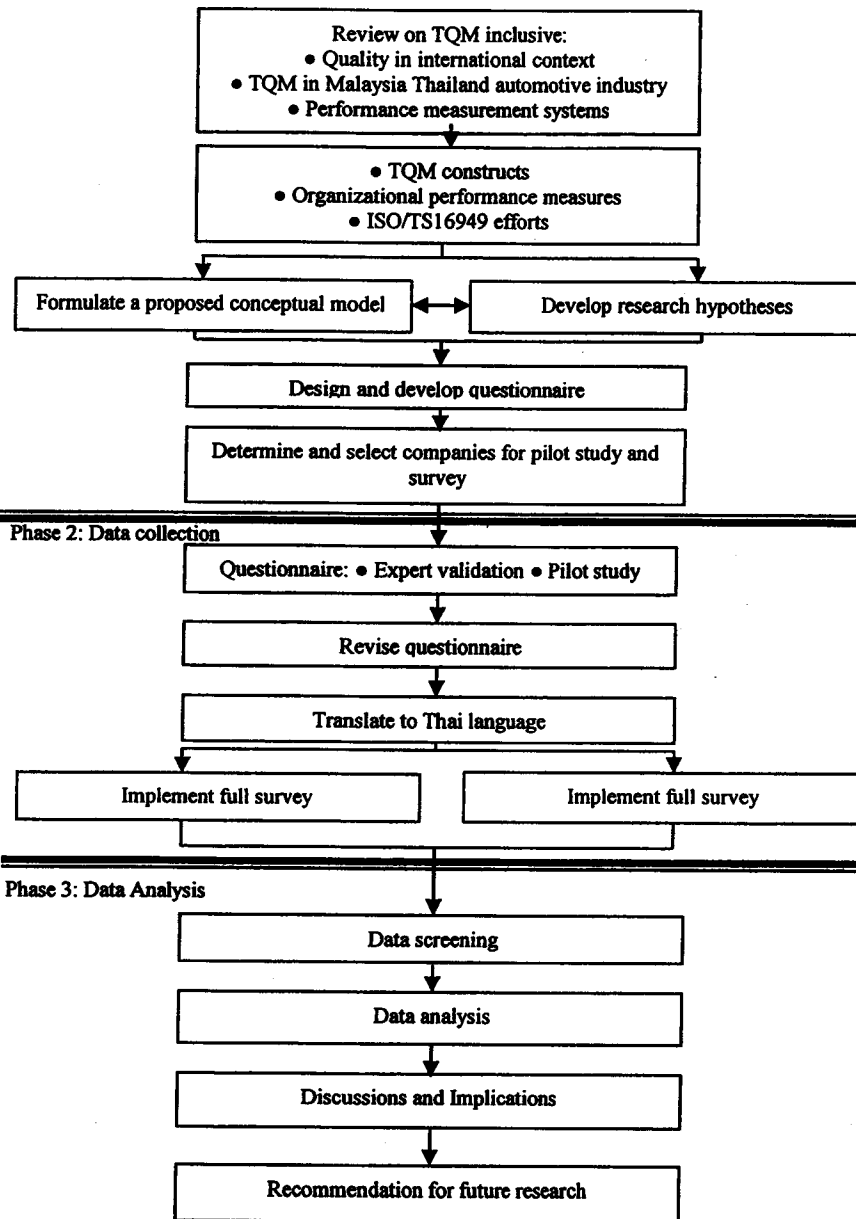 Review on TQM inclusive:
● Quality in international context
● TQM in Malaysia Thailand automotive industry
● Performance measurement systems
● TQM constructs
● Organizational performance measures
● ISO/TS16949 efforts
Formulate a proposed conceptual model
Develop research hypotheses
Design and develop questionnaire
Determine and select companies for pilot study and
survey
Phase 2: Data collection
Questionnaire: ● Expert validation ● Pilot study
Revise questionnaire
Translate to Thai language
Implement full survey
Implement full survey
Phase 3: Data Analysis
Data screening
Data analysis
Discussions and Implications
Recommendation for future research